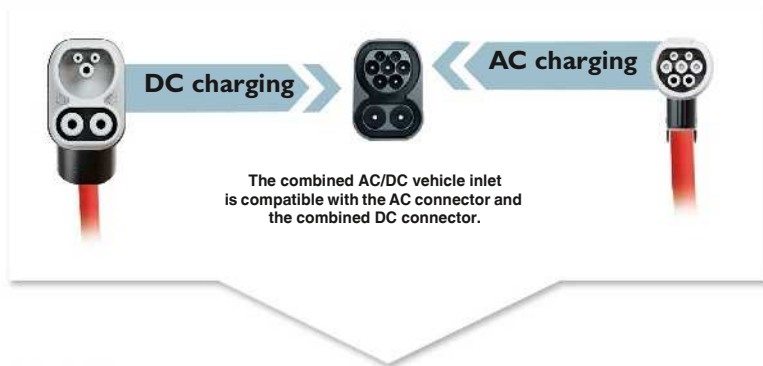 DC charging
AC charging
The combined AC/DC vehicle inlet
is compatible with the AC connector and
the combined DC connector.